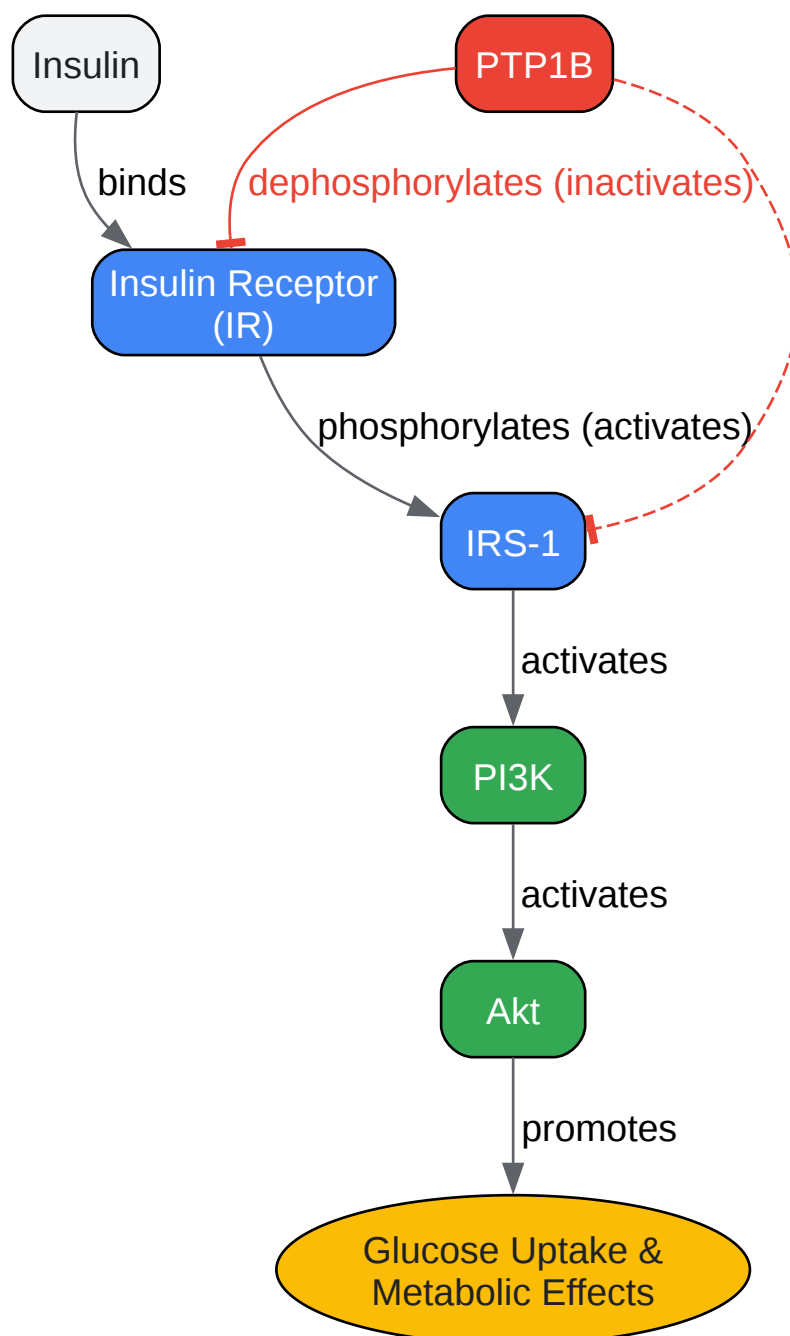 Insulin
PTP1B
binds
dephosphorylates (inactivates)
Insulin Receptor
(IR)
phosphorylates (activates)
IRS-1
activates
PI3K
activates
Akt
promotes
Glucose Uptake &
Metabolic Effects